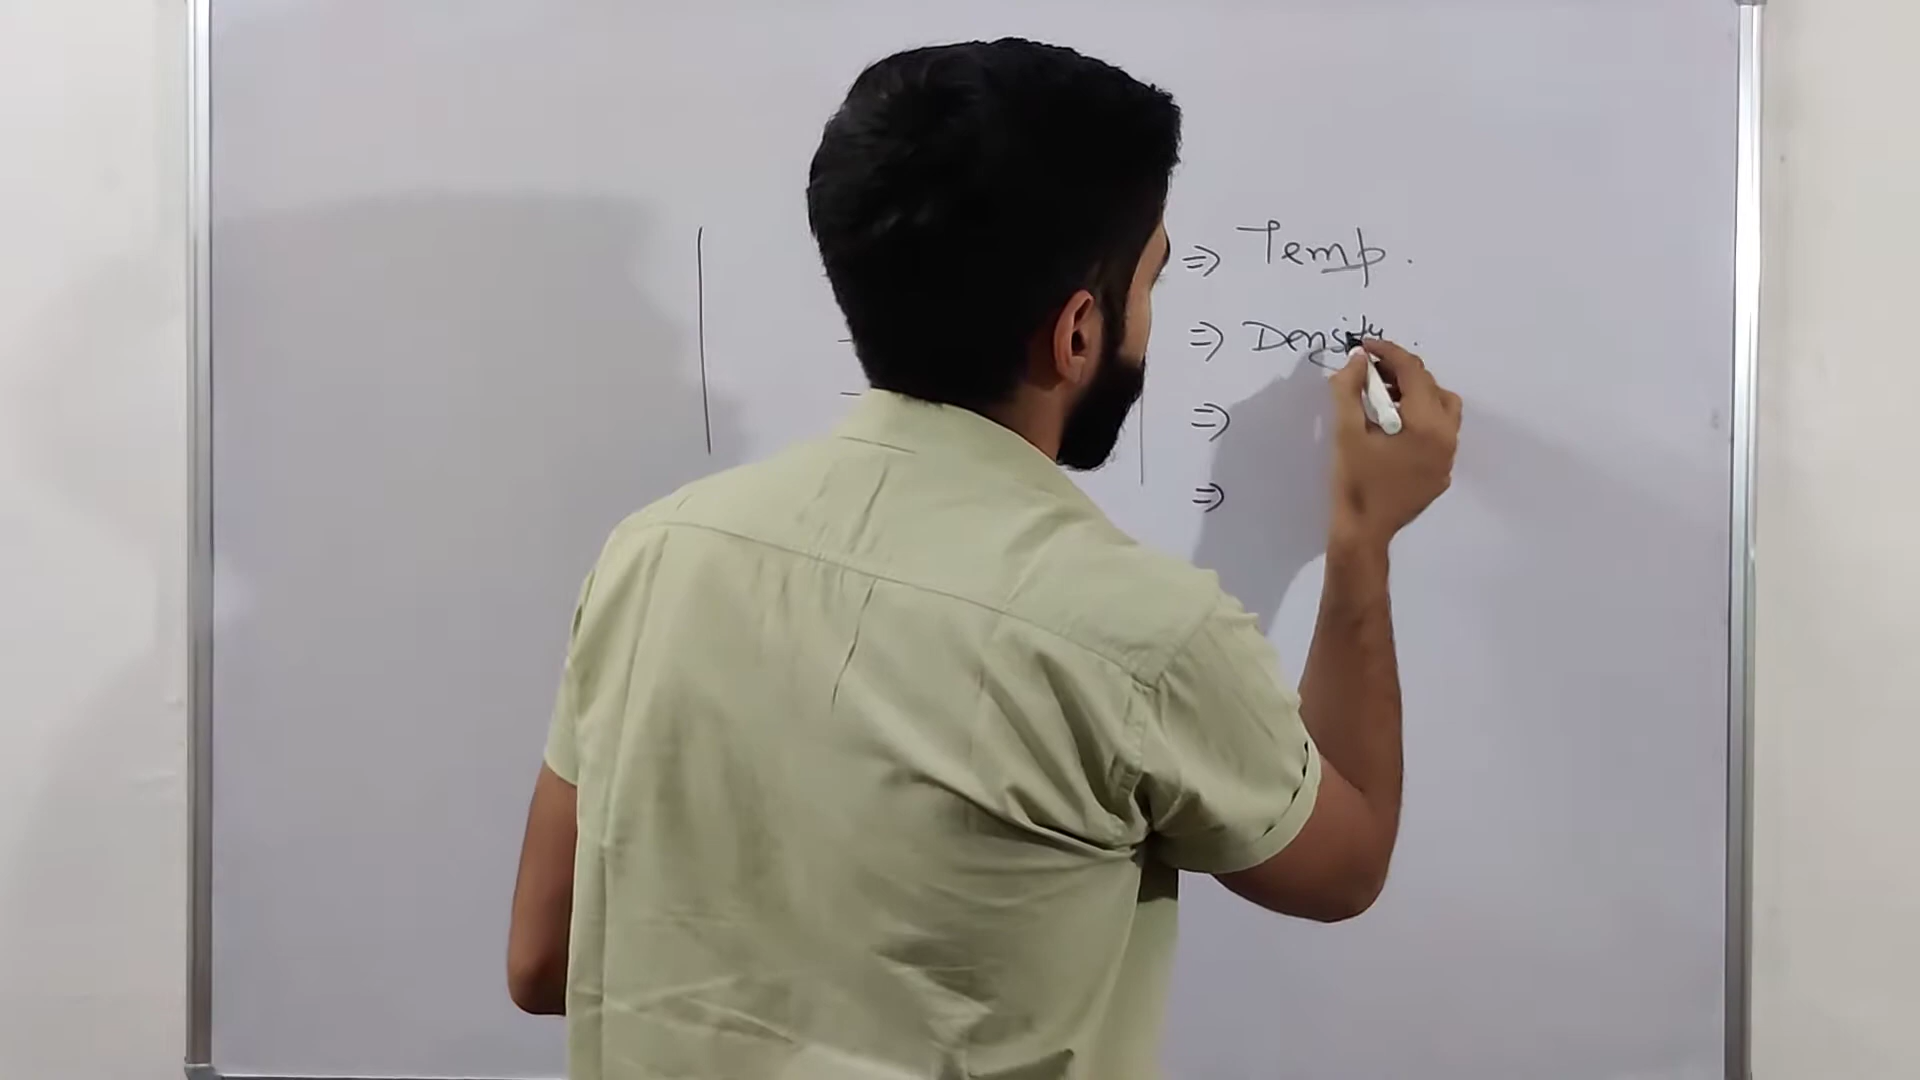 ⇒ Temp.
⇒ Density.
⇒
⇒